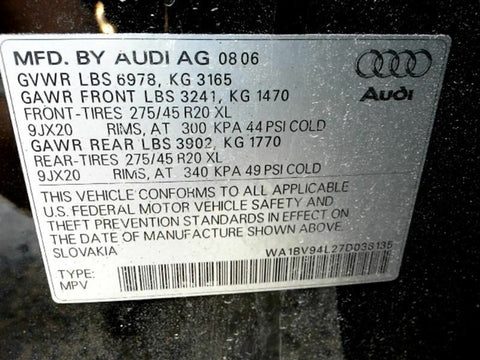 MFD. BY AUDI AG 08 06
GVWR LBS 6978, KG 3165
GAWR FRONT LBS 3241, KG 1470
FRONT-TIRES 275/45 R20 XL
9JX20 RIMS, AT 300 KPA 44 PSI COLD
GAWR REAR LBS 3902, KG 1770
REAR-TIRES 275/45 R20 XL
9JX20 RIMS, AT 340 KPA 49 PSI COLD
Audi
THIS VEHICLE CONFORMS TO ALL APPLICABLE
U.S. FEDERAL MOTOR VEHICLE SAFETY AND
THEFT PREVENTION STANDARDS IN EFFECT ON
THE DATE OF MANUFACTURE SHOWN ABOVE.
SLOVAKIA WA1BV94L27D038135
TYPE:
MPV